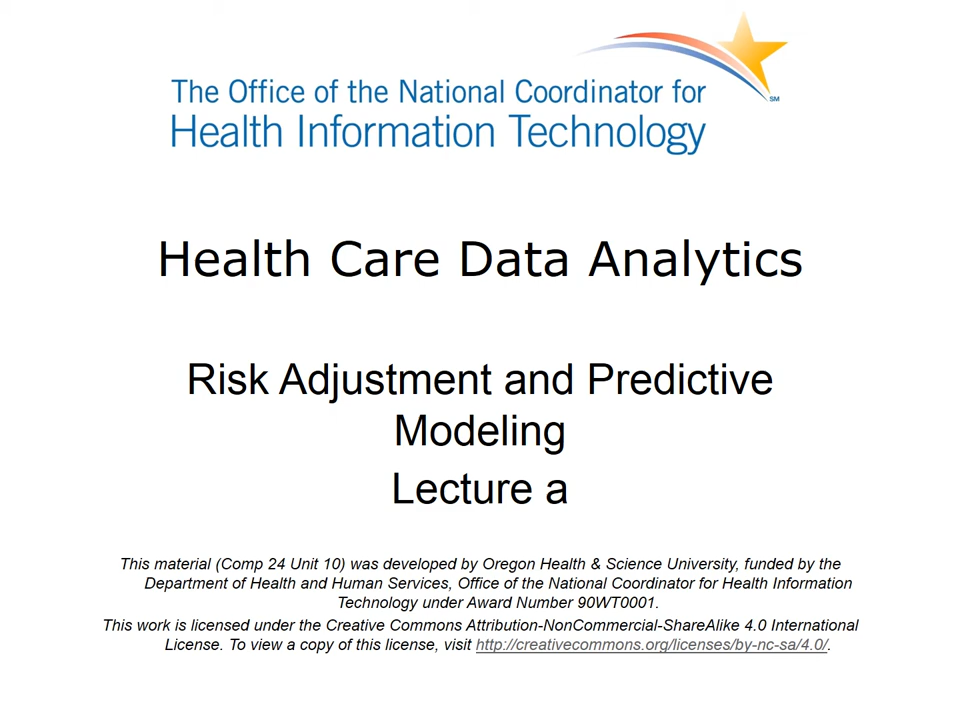 The Office of the National Coordinator for
Health Information Technology
SM
Health Care Data Analytics
Risk Adjustment and Predictive
Modeling
Lecture a
This material (Comp 24 Unit 10) was developed by Oregon Health & Science University, funded by the
Department of Health and Human Services, Office of the National Coordinator for Health Information
Technology under Award Number 90WT0001.
This work is licensed under the Creative Commons Attribution-NonCommercial-ShareAlike 4.0 International
License. To view a copy of this license, visit http://creativecommons.org/licenses/by-nc-sa/4.0/.